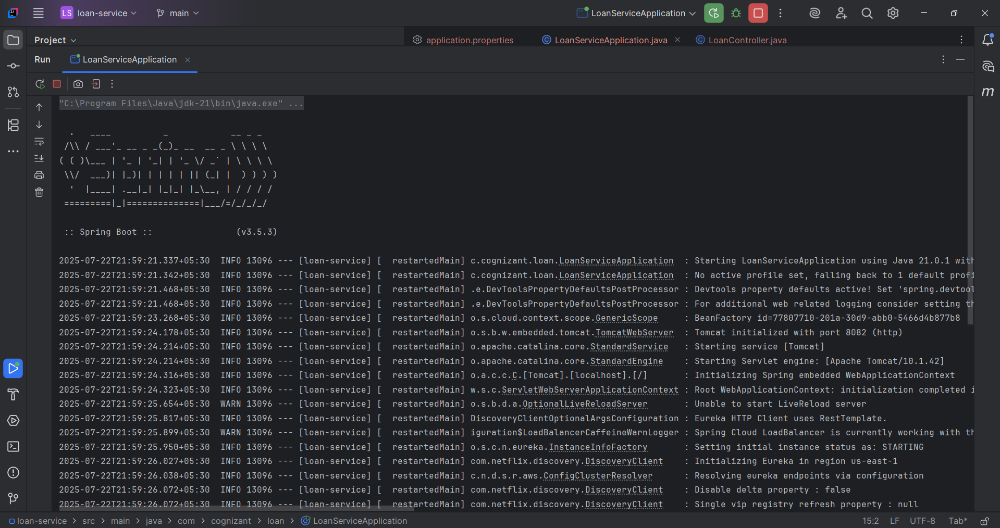 LS loan-service main LoanServiceApplication
Project application.properties LoanServiceApplication.java LoanController.java
Run LoanServiceApplication
"C:\Program Files\Java\jdk-21\bin\java.exe" ...
  .   ____          _            __ _ _
 /\\ / ___'_ __ _ _(_)_ __  __ _ \ \ \ \
( ( )\___ | '_ | '_| | '_ \/ _` | \ \ \ \
 \\/  ___)| |_)| | | | | || (_| |  ) ) ) )
  '  |____| .__|_| |_|_| |_\__, | / / / /
 =========|_|==============|___/=/_/_/_/
 :: Spring Boot ::                (v3.5.3)
2025-07-22T21:59:21.337+05:30  INFO 13096 --- [loan-service] [  restartedMain] c.cognizant.loan.LoanServiceApplication  : Starting LoanServiceApplication using Java 21.0.1 with
2025-07-22T21:59:21.342+05:30  INFO 13096 --- [loan-service] [  restartedMain] c.cognizant.loan.LoanServiceApplication  : No active profile set, falling back to 1 default profi
2025-07-22T21:59:21.468+05:30  INFO 13096 --- [loan-service] [  restartedMain] .e.DevToolsPropertyDefaultsPostProcessor : Devtools property defaults active! Set 'spring.devtool
2025-07-22T21:59:21.468+05:30  INFO 13096 --- [loan-service] [  restartedMain] .e.DevToolsPropertyDefaultsPostProcessor : For additional web related logging consider setting th
2025-07-22T21:59:23.268+05:30  INFO 13096 --- [loan-service] [  restartedMain] o.s.cloud.context.scope.GenericScope     : BeanFactory id=77807710-201a-30d9-abb0-5466d4b877b8
2025-07-22T21:59:24.178+05:30  INFO 13096 --- [loan-service] [  restartedMain] o.s.b.w.embedded.tomcat.TomcatWebServer  : Tomcat initialized with port 8082 (http)
2025-07-22T21:59:24.214+05:30  INFO 13096 --- [loan-service] [  restartedMain] o.apache.catalina.core.StandardService   : Starting service [Tomcat]
2025-07-22T21:59:24.214+05:30  INFO 13096 --- [loan-service] [  restartedMain] o.apache.catalina.core.StandardEngine    : Starting Servlet engine: [Apache Tomcat/10.1.42]
2025-07-22T21:59:24.316+05:30  INFO 13096 --- [loan-service] [  restartedMain] o.a.c.c.C.[Tomcat].[localhost].[/]       : Initializing Spring embedded WebApplicationContext
2025-07-22T21:59:24.323+05:30  INFO 13096 --- [loan-service] [  restartedMain] w.s.c.ServletWebServerApplicationContext : Root WebApplicationContext: initialization completed i
2025-07-22T21:59:25.654+05:30  WARN 13096 --- [loan-service] [  restartedMain] o.s.b.d.a.OptionalLiveReloadServer       : Unable to start LiveReload server
2025-07-22T21:59:25.817+05:30  INFO 13096 --- [loan-service] [  restartedMain] DiscoveryClientOptionalArgsConfiguration : Eureka HTTP Client uses RestTemplate.
2025-07-22T21:59:25.899+05:30  WARN 13096 --- [loan-service] [  restartedMain] iguration$LoadBalancerCaffeineWarnLogger : Spring Cloud LoadBalancer is currently working with th
2025-07-22T21:59:25.950+05:30  INFO 13096 --- [loan-service] [  restartedMain] o.s.c.n.eureka.InstanceInfoFactory       : Setting initial instance status as: STARTING
2025-07-22T21:59:26.027+05:30  INFO 13096 --- [loan-service] [  restartedMain] com.netflix.discovery.DiscoveryClient    : Initializing Eureka in region us-east-1
2025-07-22T21:59:26.038+05:30  INFO 13096 --- [loan-service] [  restartedMain] c.n.d.s.r.aws.ConfigClusterResolver      : Resolving eureka endpoints via configuration
2025-07-22T21:59:26.072+05:30  INFO 13096 --- [loan-service] [  restartedMain] com.netflix.discovery.DiscoveryClient    : Disable delta property : false
2025-07-22T21:59:26.072+05:30  INFO 13096 --- [loan-service] [  restartedMain] com.netflix.discovery.DiscoveryClient    : Single vip registry refresh property : null
loan-service > src > main > java > com > cognizant > loan > LoanServiceApplication 15:2 LF UTF-8 Tab*